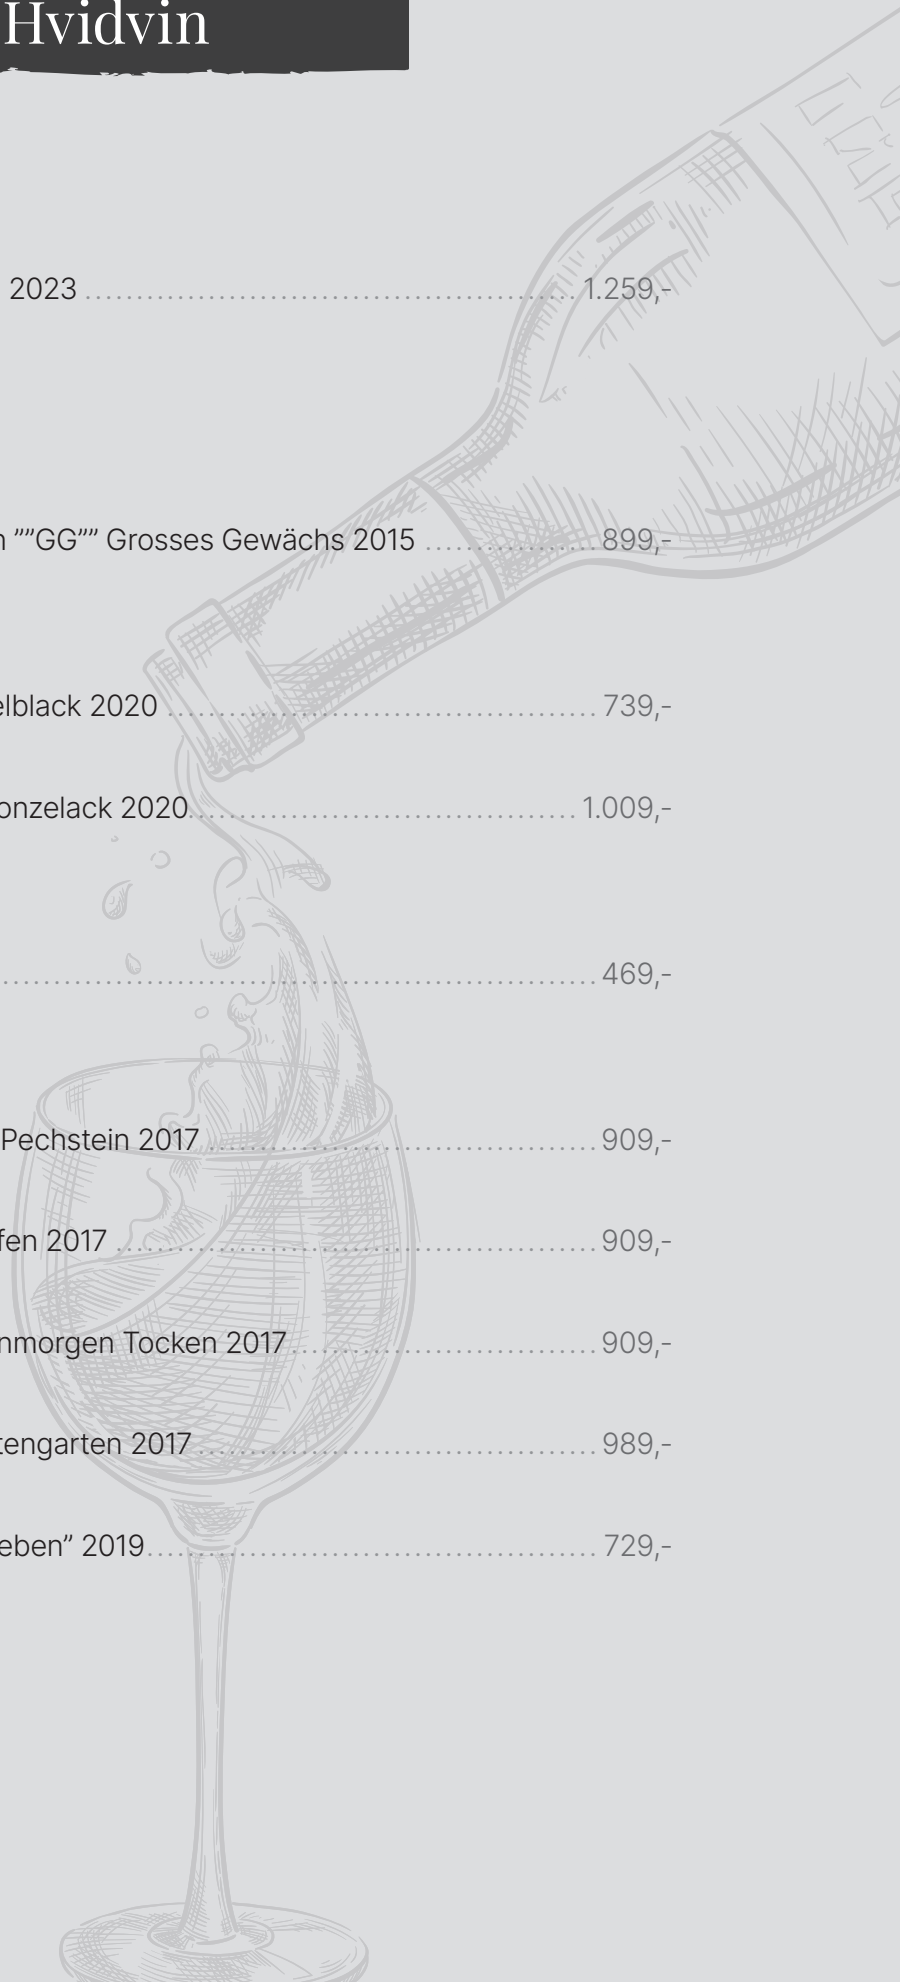 Hvidvin
2023 1.259,-
””GG”” Grosses Gewächs 2015 899,-
elblack 2020 739,-
onzelack 2020 1.009,-
469,-
Pechstein 2017 909,-
fen 2017 909,-
nmorgen Tocken 2017 909,-
tengarten 2017 989,-
eben” 2019 729,-